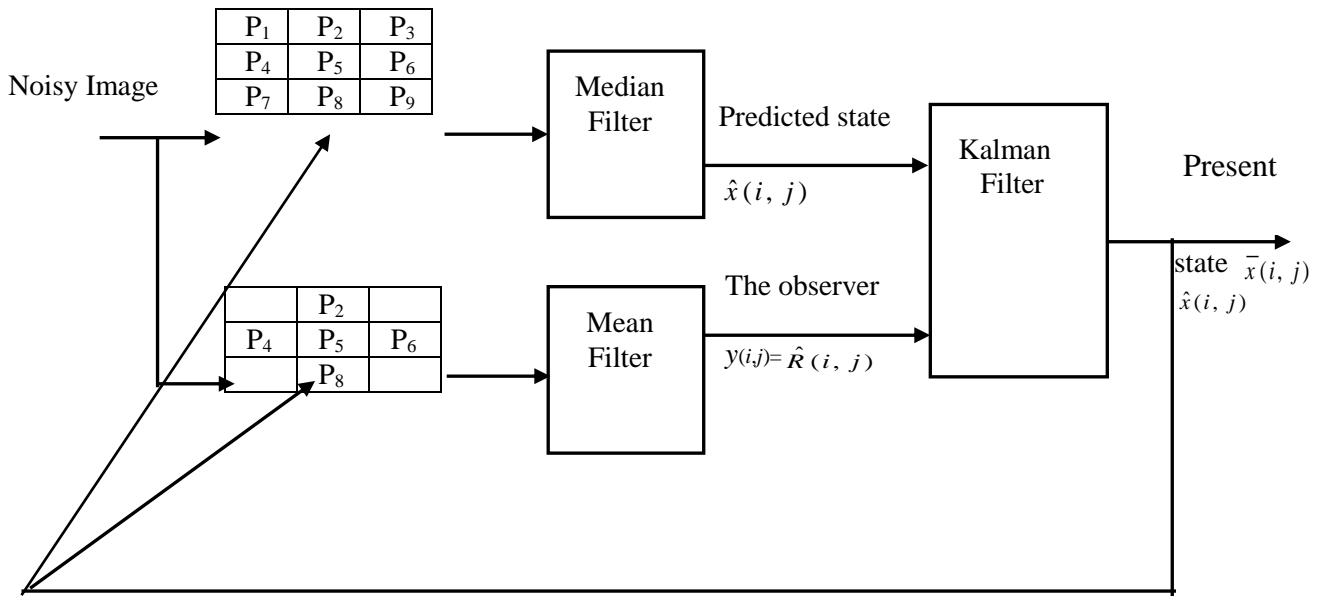 Noisy Image
P₁ P₂ P₃
P₄ P₅ P₆
P₇ P₈ P₉
Median
Filter
Predicted state
x̂(i, j)
Kalman
Filter
Present
state x̄(i, j)
x̂(i, j)
P₂
P₄ P₅ P₆
P₈
Mean
Filter
The observer
y(i,j)= R̂(i, j)